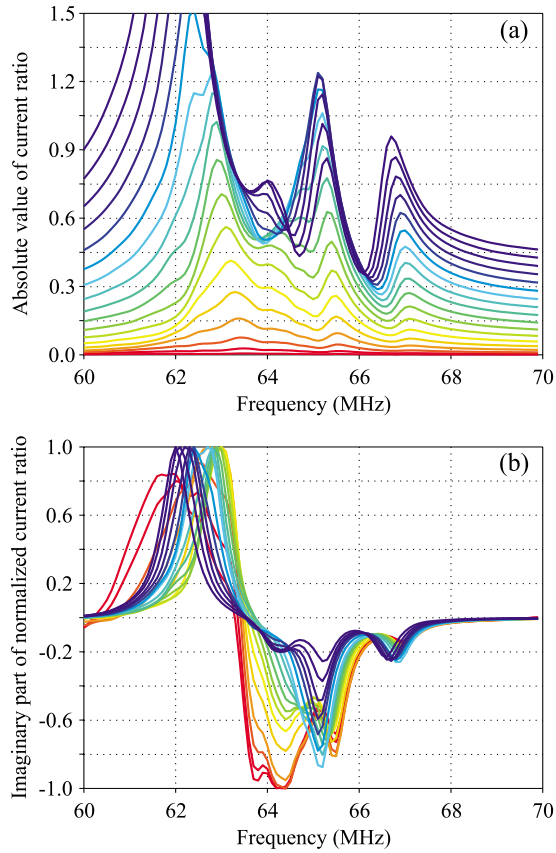 (a)
Absolute value of current ratio
1.5
1.2
0.9
0.6
0.3
0.0
60 62 64 66 68 70
Frequency (MHz)
(b)
Imaginary part of normalized current ratio
1.0
0.6
0.2
-0.2
-0.6
-1.0
60 62 64 66 68 70
Frequency (MHz)